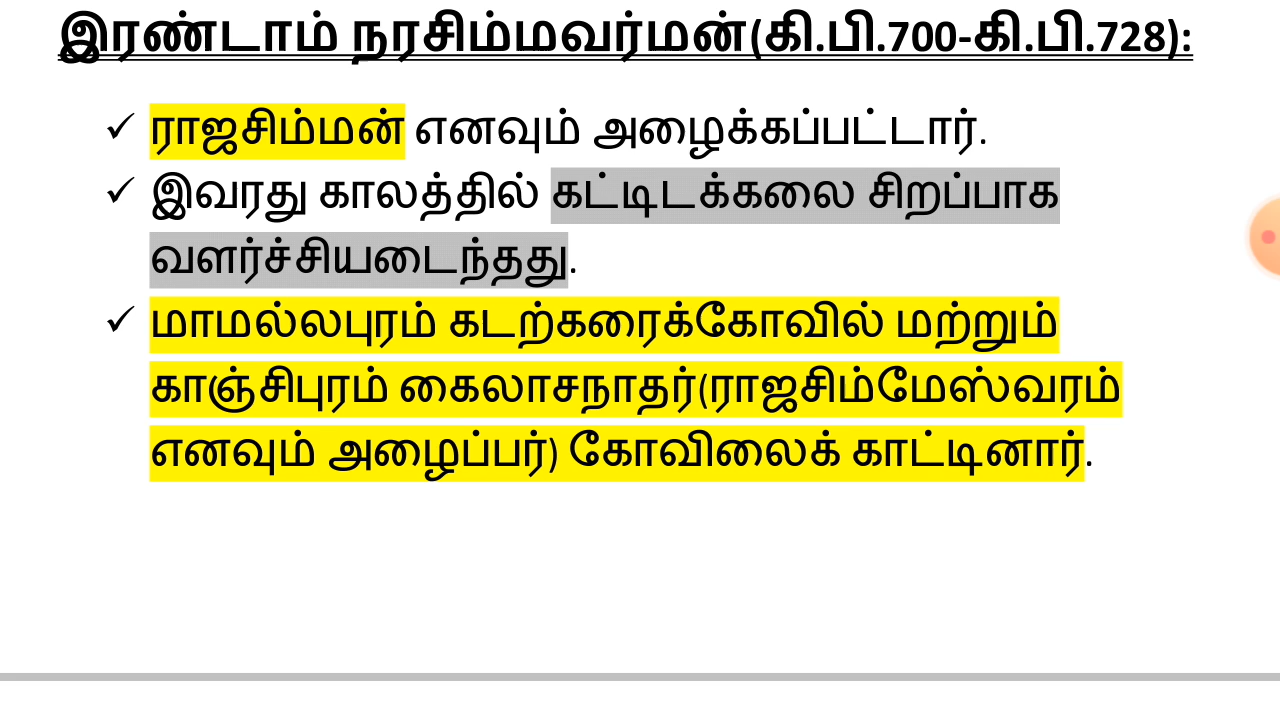 இரண்டாம் நரசிம்மவர்மன்(கி.பி.700-கி.பி.728):
✓ ராஜசிம்மன் எனவும் அழைக்கப்பட்டார்.
✓ இவரது காலத்தில் கட்டிடக்கலை சிறப்பாக
வளர்ச்சியடைந்தது.
✓ மாமல்லபுரம் கடற்கரைக்கோவில் மற்றும்
காஞ்சிபுரம் கைலாசநாதர்(ராஜசிம்மேஸ்வரம்
எனவும் அழைப்பர்) கோவிலைக் காட்டினார்.